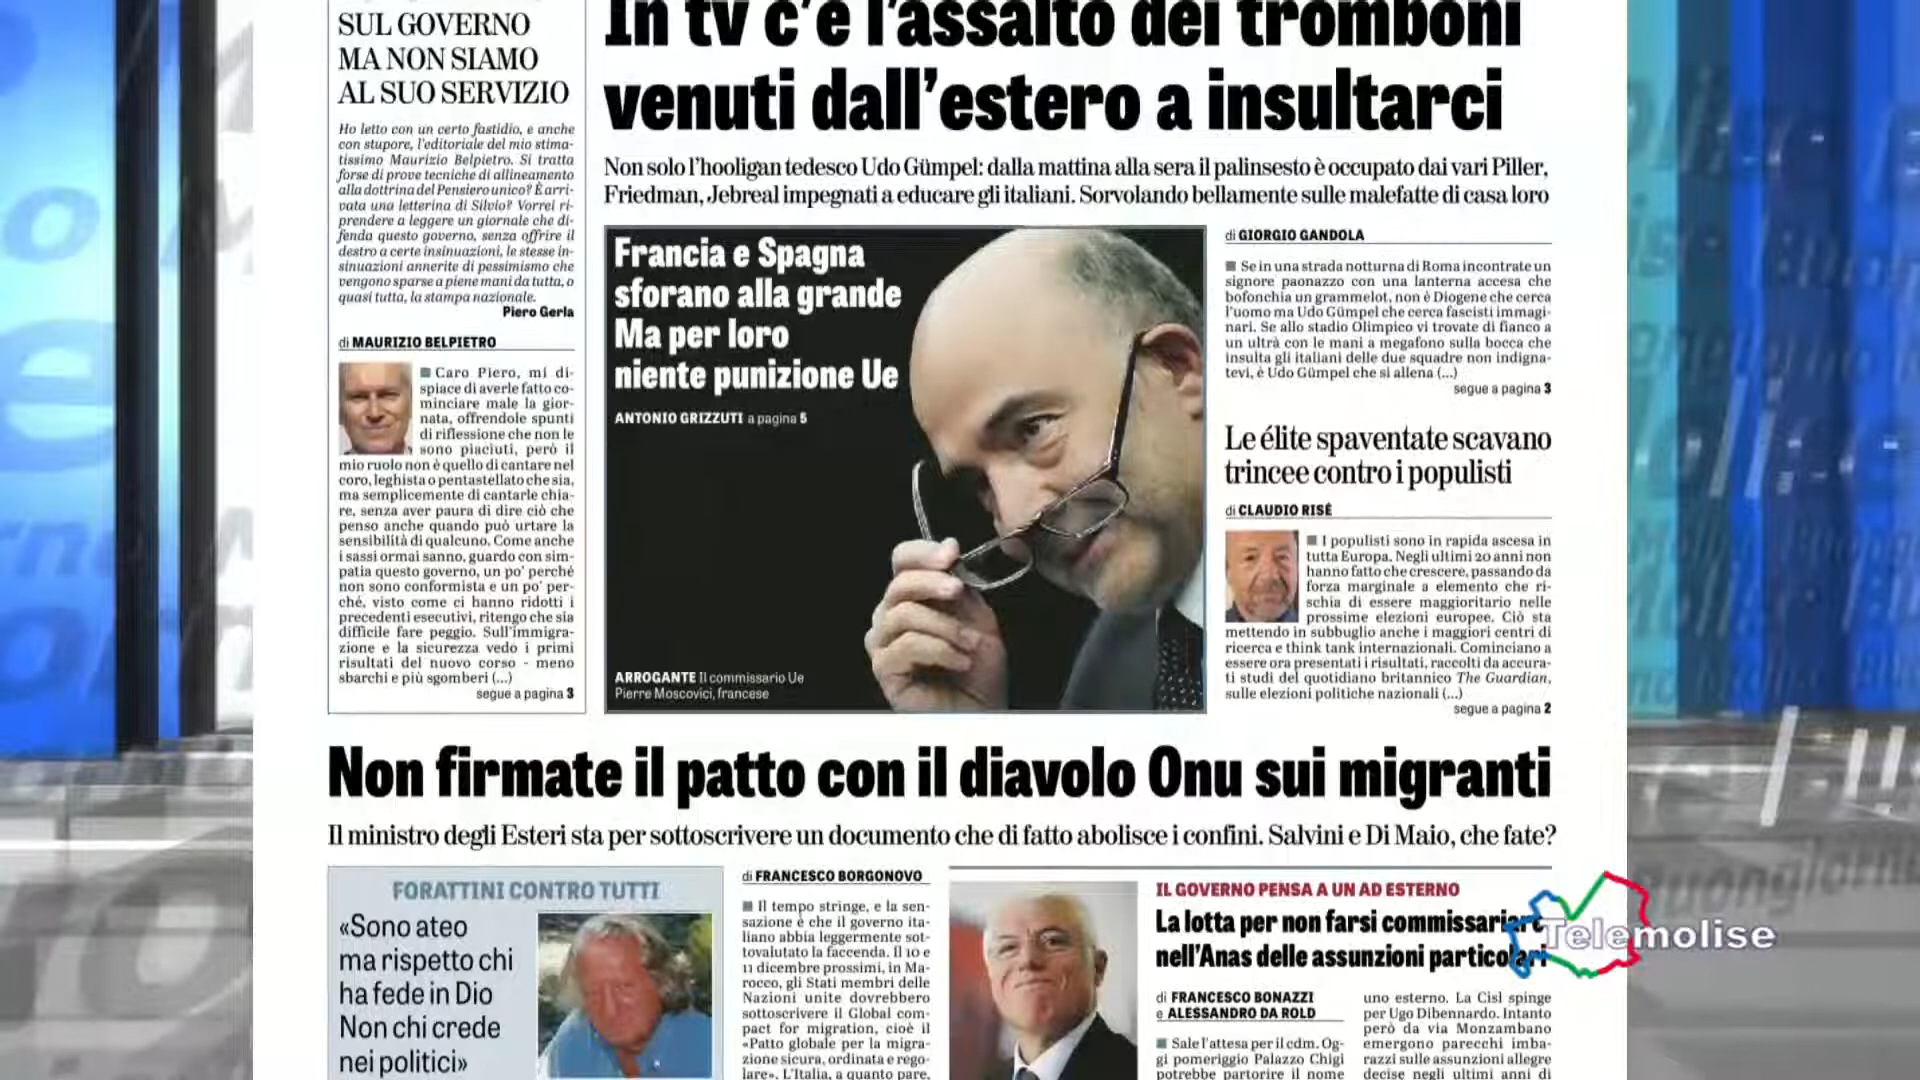 SUL GOVERNO
MA NON SIAMO
AL SUO SERVIZIO
Ho letto con un certo fastidio, e anche
con stupore, l'editoriale del mio stima-
tissimo Maurizio Belpietro. Si tratta
forse di prove tecniche di allineamento
alla dottrina del Pensiero unico? È arri-
vata una letterina di Silvio? Vorrei ri-
prendere a leggere un giornale che di-
fenda questo governo, senza offrire il
destro a certe insinuazioni, le stesse in-
sinuazioni annerite di pessimismo che
vengono sparse a piene mani da tutta, o
quasi tutta, la stampa nazionale.
Piero Gerla
di MAURIZIO BELPIETRO
■ Caro Piero, mi di-
spiace di averle fatto co-
minciare male la gior-
nata, offrendole spunti
di riflessione che non le
sono piaciuti, però il
mio ruolo non è quello di cantare nel
coro, leghista o pentastellato che sia,
ma semplicemente di cantarle chia-
re, senza aver paura di dire ciò che
penso anche quando può urtare la
sensibilità di qualcuno. Come anche
i sassi ormai sanno, guardo con sim-
patia questo governo, un po' perché
non sono conformista e un po' per-
ché, visto come ci hanno ridotti i
precedenti esecutivi, ritengo che sia
difficile fare peggio. Sull'immigra-
zione e la sicurezza vedo i primi
risultati del nuovo corso - meno
sbarchi e più sgomberi (...)
segue a pagina 3
In tv c'è l'assalto dei tromboni
venuti dall'estero a insultarci
Non solo l'hooligan tedesco Udo Gümpel: dalla mattina alla sera il palinsesto è occupato dai vari Piller,
Friedman, Jebreal impegnati a educare gli italiani. Sorvolando bellamente sulle malefatte di casa loro
Francia e Spagna
sforano alla grande
Ma per loro
niente punizione Ue
ANTONIO GRIZZUTI a pagina 5
ARROGANTE Il commissario Ue
Pierre Moscovici, francese
di GIORGIO GANDOLA
■ Se in una strada notturna di Roma incontrate un
signore paonazzo con una lanterna accesa che
bofonchia un grammelot, non è Diogene che cerca
l'uomo ma Udo Gümpel che cerca fascisti immagi-
nari. Se allo stadio Olimpico vi trovate di fianco a
un ultrà con le mani a megafono sulla bocca che
insulta gli italiani delle due squadre non indigna-
tevi, è Udo Gümpel che si allena (...)
segue a pagina 3
Le élite spaventate scavano
trincee contro i populisti
di CLAUDIO RISÉ
■ I populisti sono in rapida ascesa in
tutta Europa. Negli ultimi 20 anni non
hanno fatto che crescere, passando da
forza marginale a elemento che ri-
schia di essere maggioritario nelle
prossime elezioni europee. Ciò sta
mettendo in subbuglio anche i maggiori centri di
ricerca e think tank internazionali. Cominciano a
essere ora presentati i risultati, raccolti da accura-
ti studi del quotidiano britannico The Guardian,
sulle elezioni politiche nazionali (...)
segue a pagina 2
Non firmate il patto con il diavolo Onu sui migranti
Il ministro degli Esteri sta per sottoscrivere un documento che di fatto abolisce i confini. Salvini e Di Maio, che fate?
FORATTINI CONTRO TUTTI
«Sono ateo
ma rispetto chi
ha fede in Dio
Non chi crede
nei politici»
di FRANCESCO BORGONOVO
■ Il tempo stringe, e la sen-
sazione è che il governo ita-
liano abbia leggermente sot-
tovalutato la faccenda. Il 10 e
11 dicembre prossimi, in Ma-
rocco, gli Stati membri delle
Nazioni unite dovrebbero
sottoscrivere il Global com-
pact for migration, cioè il
«Patto globale per la migra-
zione sicura, ordinata e rego-
lare». L'Italia, a quanto pare,
IL GOVERNO PENSA A UN AD ESTERNO
La lotta per non farsi commissariare
nell'Anas delle assunzioni particolari
di FRANCESCO BONAZZI
e ALESSANDRO DA ROLD
■ Sale l'attesa per il cdm. Og-
gi pomeriggio Palazzo Chigi
potrebbe partorire il nome
uno esterno. La Cisl spinge
per Ugo Dibennardo. Intanto
però da via Monzambano
emergono parecchi imba-
razzi sulle assunzioni allegre
decise negli ultimi anni di
Telemolise